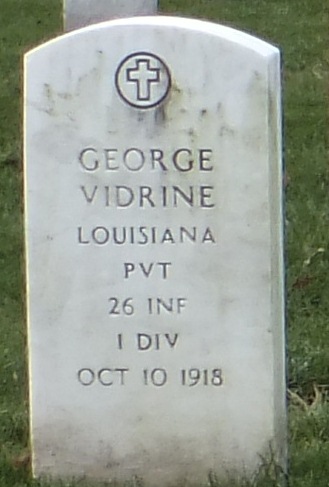 GEORGE
VIDRINE
LOUISIANA
PVT
26 INF
1 DIV
OCT 10 1918